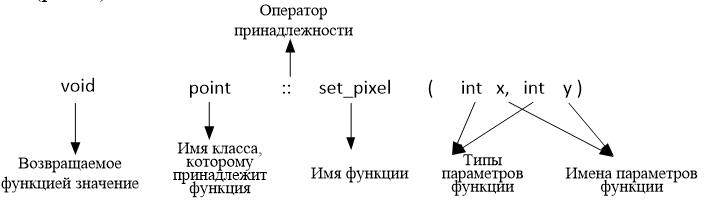 Оператор
принадлежности
void point :: set_pixel ( int x, int y )
Возвращаемое
функцией значение
Имя класса,
которому
принадлежит
функция
Имя функции
Типы
параметров
функции
Имена параметров
функции